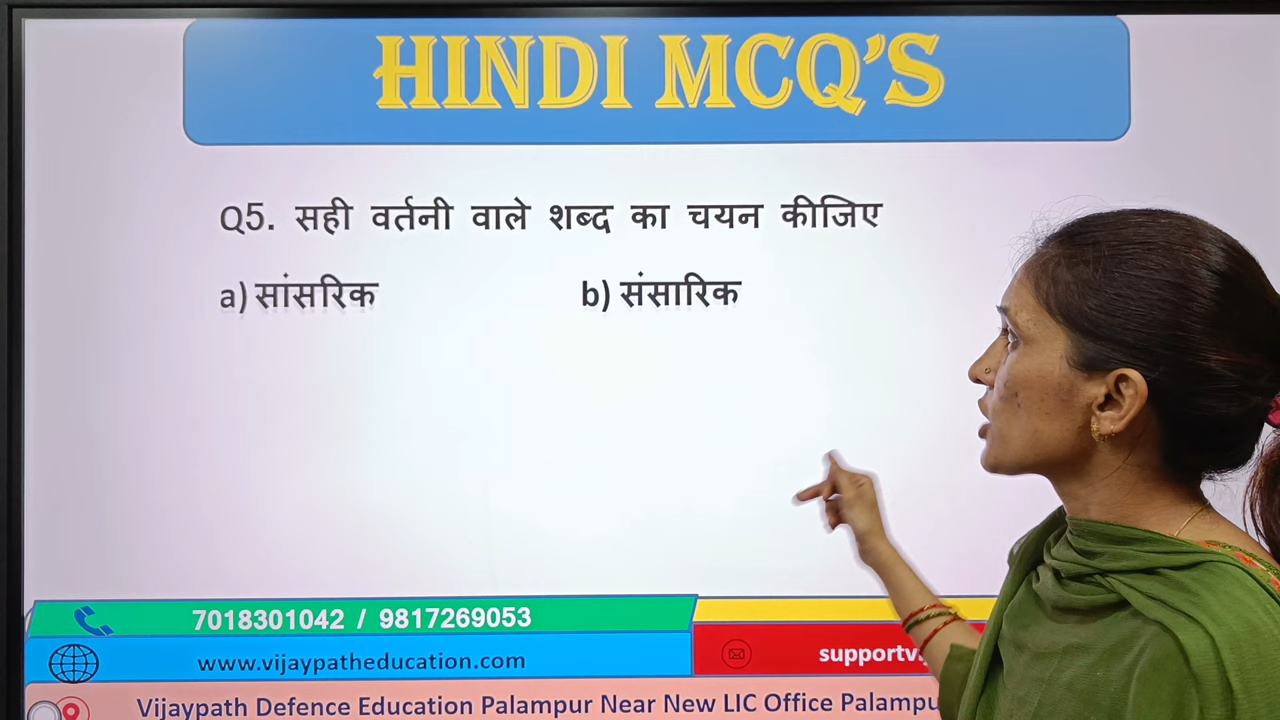 HINDI MCQ'S
Q5. सही वर्तनी वाले शब्द का चयन कीजिए
a) सांसरिक b) संसारिक
7018301042 / 9817269053
www.vijaypatheducation.com
Vijaypath Defence Education Palampur Near New LIC Office